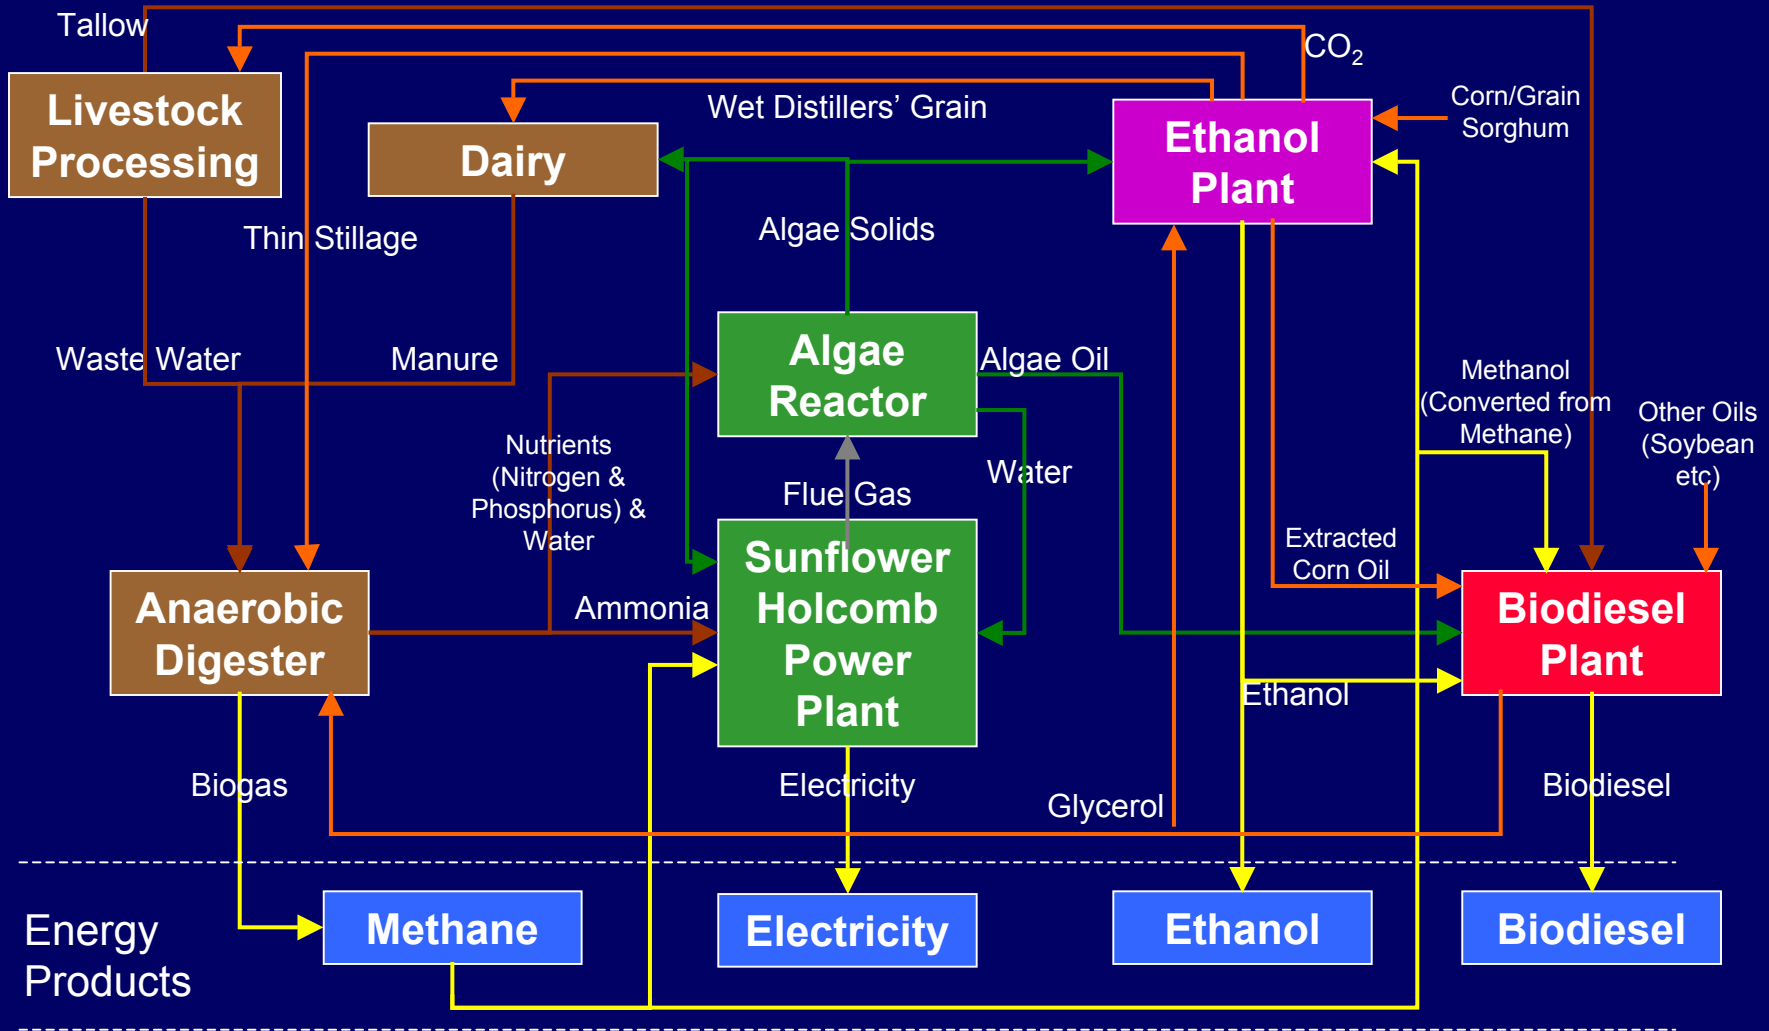 Tallow
CO2
Livestock
Processing
Wet Distillers’ Grain
Corn/Grain
Sorghum
Dairy
Ethanol
Plant
Thin Stillage
Algae Solids
Waste Water
Manure
Algae
Reactor
Algae Oil
Methanol
(Converted from
Methane)
Other Oils
(Soybean
etc)
Nutrients
(Nitrogen &
Phosphorus) &
Water
Flue Gas
Water
Extracted
Corn Oil
Anaerobic
Digester
Ammonia
Sunflower
Holcomb
Power
Plant
Biodiesel
Plant
Ethanol
Biogas
Electricity
Glycerol
Biodiesel
Energy
Products
Methane
Electricity
Ethanol
Biodiesel